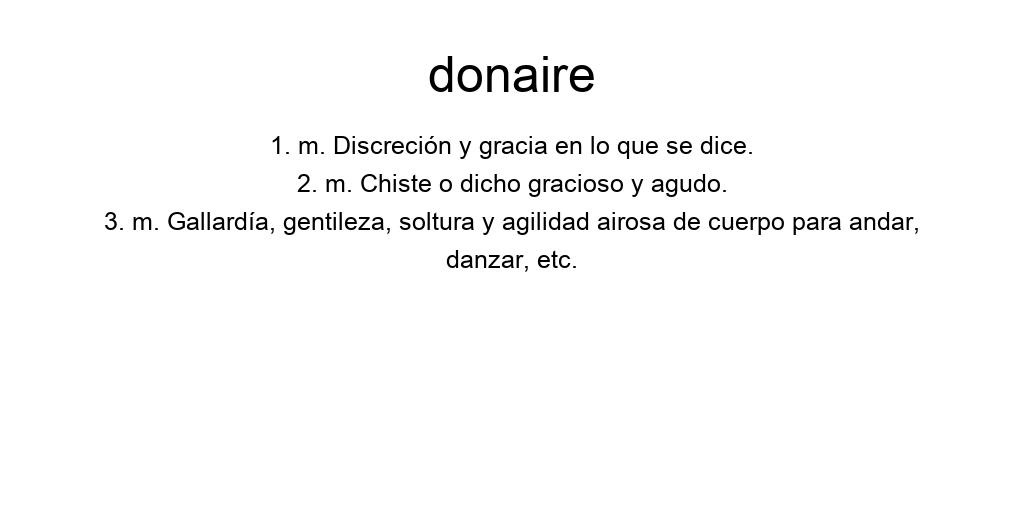 donaire
1. m. Discreción y gracia en lo que se dice.
2. m. Chiste o dicho gracioso y agudo.
3. m. Gallardía, gentileza, soltura y agilidad airosa de cuerpo para andar,
danzar, etc.